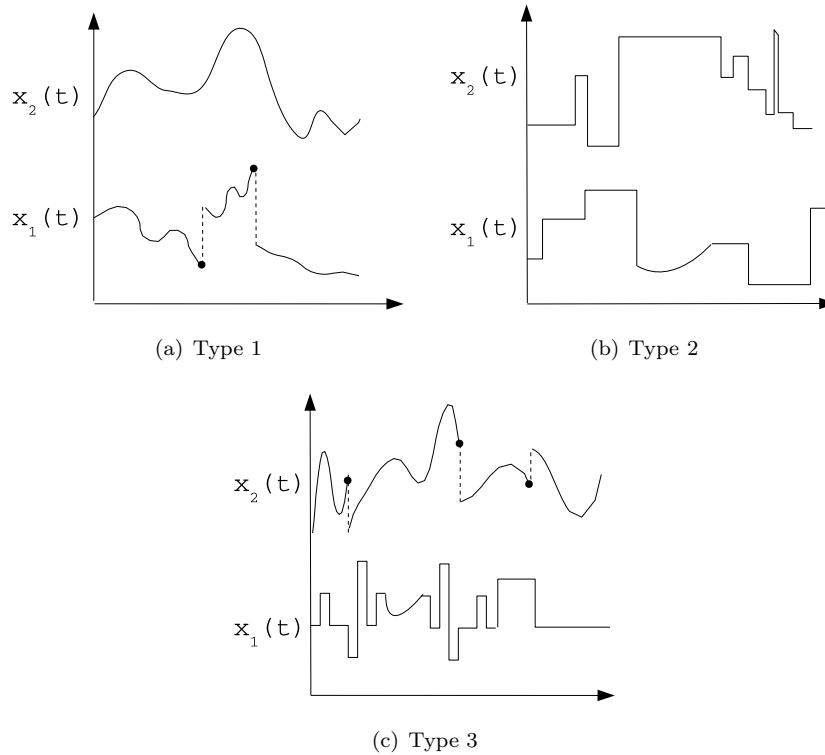 x₂(t)
x₁(t)
(a) Type 1
x₂(t)
x₁(t)
(b) Type 2
x₂(t)
x₁(t)
(c) Type 3